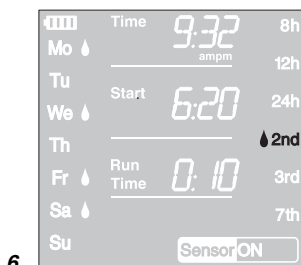 Time 9:32 8h
ampm
Mo
12h
Tu
Start 6:20 24h
We
Th 2nd
Run Time 0:10
Fr 3rd
Sa 7th
Su Sensor ON
6